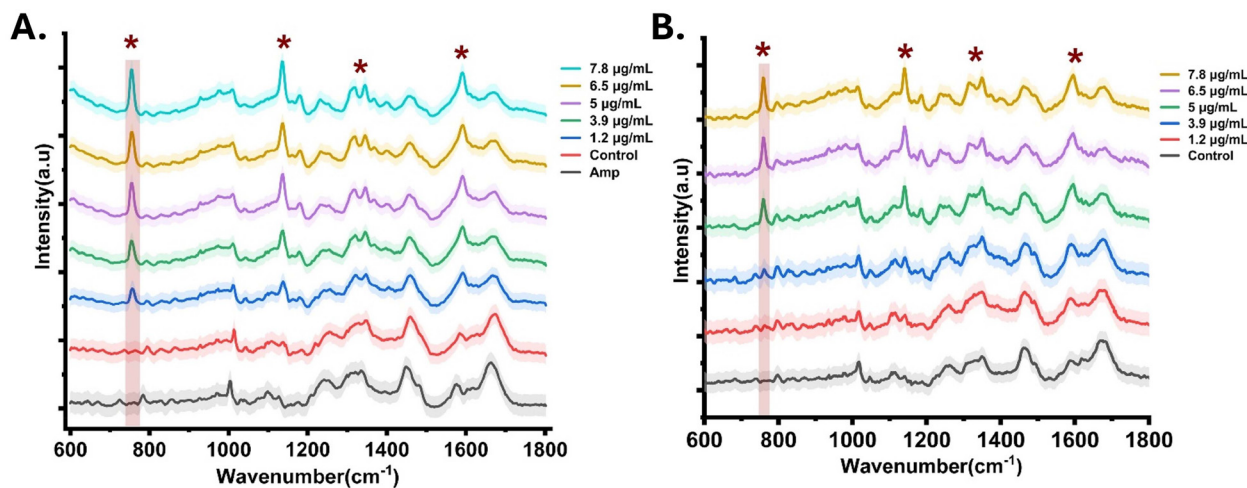 A.
*
*
*
*
7.8 µg/mL
6.5 µg/mL
5 µg/mL
3.9 µg/mL
1.2 µg/mL
Control
Amp
Intensity(a.u)
600 800 1000 1200 1400 1600 1800
Wavenumber(cm⁻¹)
B.
*
*
*
*
7.8 µg/mL
6.5 µg/mL
5 µg/mL
3.9 µg/mL
1.2 µg/mL
Control
Intensity(a.u)
600 800 1000 1200 1400 1600 1800
Wavenumber(cm⁻¹)